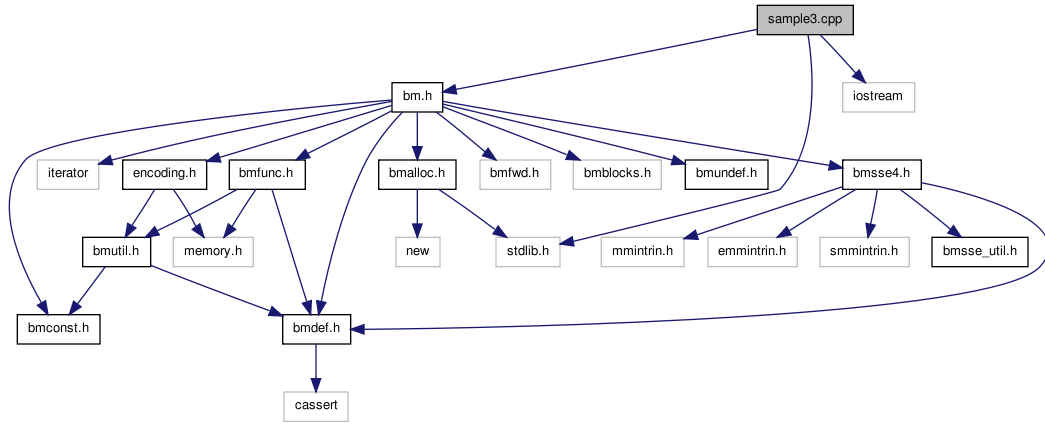 sample3.cpp
bm.h
iostream
iterator
encoding.h
bmfunc.h
bmalloc.h
bmfwd.h
bmblocks.h
bmundef.h
bmsse4.h
bmutil.h
memory.h
new
stdlib.h
mmintrin.h
emmintrin.h
smmintrin.h
bmsse_util.h
bmconst.h
bmdef.h
cassert